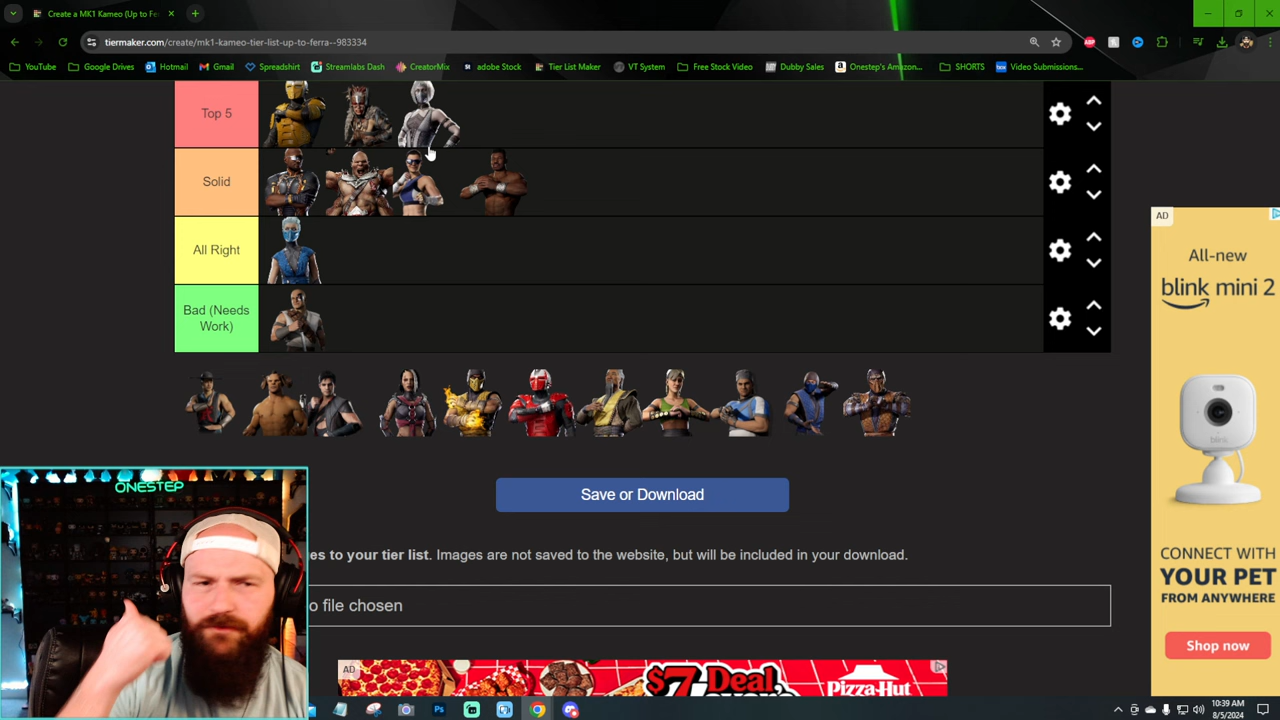 Create a MK1 Kameo (Up to Fe
tiermaker.com/create/mk1-kameo-tier-list-up-to-ferra--983334
YouTube Google Drives Hotmail Gmail Spreadshirt Streamlabs Dash CreatorMix St adobe Stock Tier List Maker VT System Free Stock Video Dubby Sales Onestep's Amazon... SHORTS Video Submissions...
Top 5
Solid
All Right
Bad (Needs
Work)
AD
All-new
blink mini 2
CONNECT WITH
YOUR PET
FROM ANYWHERE
Shop now
Save or Download
ONESTEP
es to your tier list. Images are not saved to the website, but will be included in your download.
o file chosen
AD
$7 Deal
Pizza Hut
10:39 AM
8/5/2024